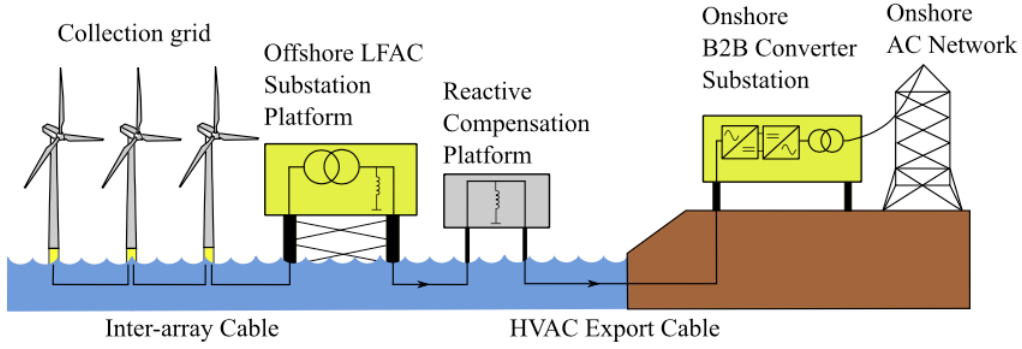 Collection grid
Offshore LFAC
Substation
Platform
Reactive
Compensation
Platform
Onshore
B2B Converter
Substation
Onshore
AC Network
Inter-array Cable
HVAC Export Cable